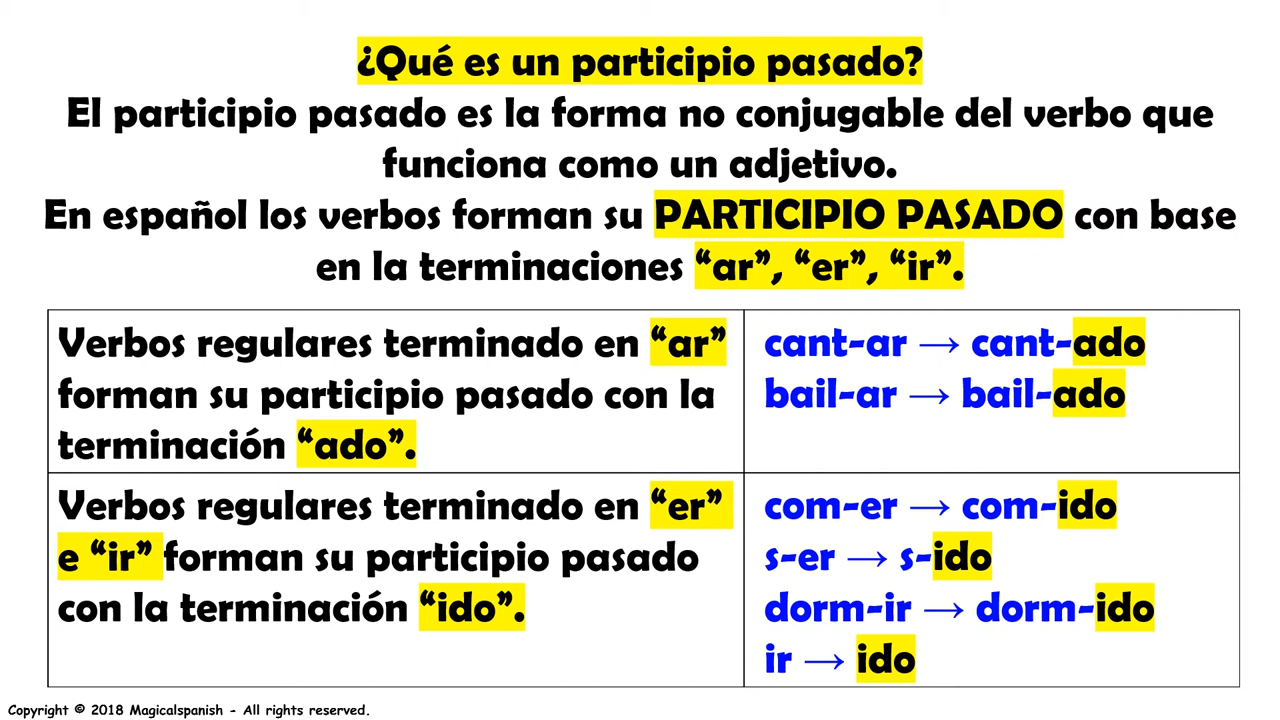 ¿Qué es un participio pasado?
El participio pasado es la forma no conjugable del verbo que
funciona como un adjetivo.
En español los verbos forman su PARTICIPIO PASADO con base
en la terminaciones “ar”, “er”, “ir”.
Verbos regulares terminado en “ar”
forman su participio pasado con la
terminación “ado”.
cant-ar → cant-ado
bail-ar → bail-ado
Verbos regulares terminado en “er”
e “ir” forman su participio pasado
con la terminación “ido”.
com-er → com-ido
s-er → s-ido
dorm-ir → dorm-ido
ir → ido
Copyright © 2018 Magicalspanish - All rights reserved.